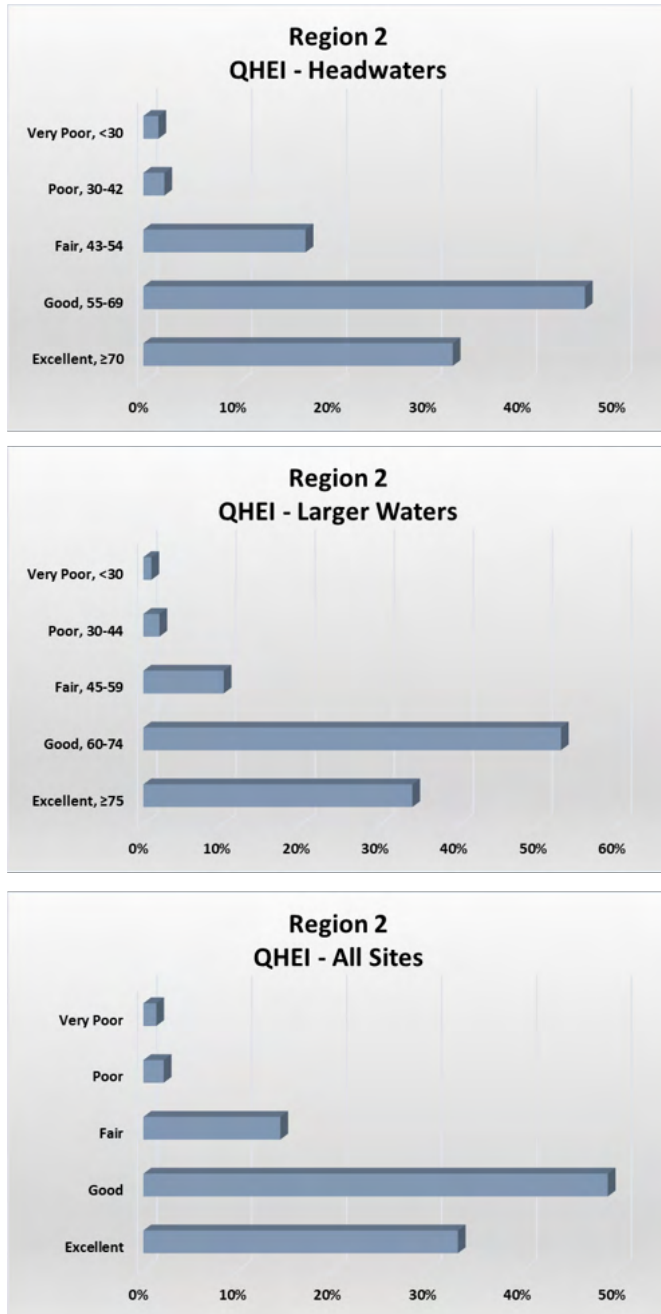 Region 2
QHEI - Headwaters
Very Poor, <30
Poor, 30-42
Fair, 43-54
Good, 55-69
Excellent, ≥70
0% 10% 20% 30% 40% 50%
Region 2
QHEI - Larger Waters
Very Poor, <30
Poor, 30-44
Fair, 45-59
Good, 60-74
Excellent, ≥75
0% 10% 20% 30% 40% 50% 60%
Region 2
QHEI - All Sites
Very Poor
Poor
Fair
Good
Excellent
0% 10% 20% 30% 40% 50%